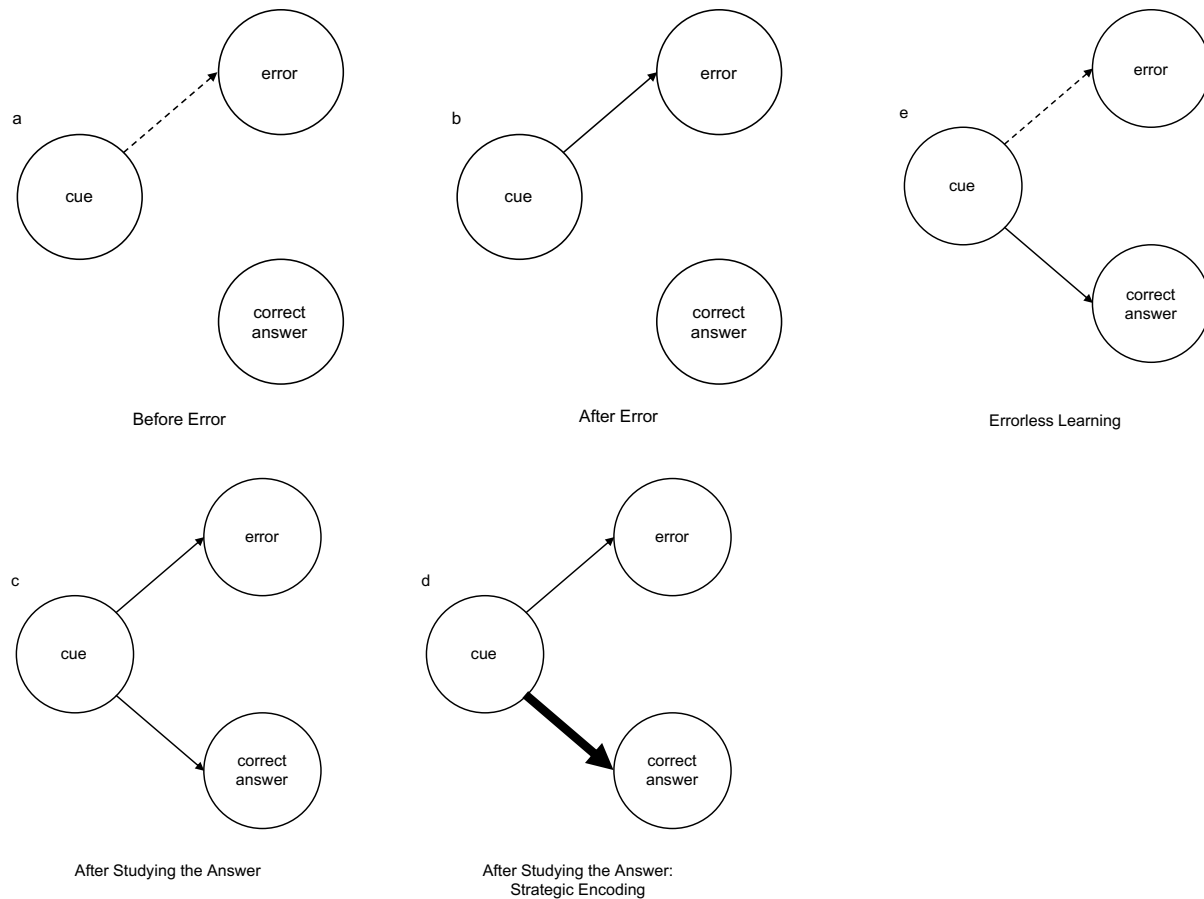 a
error
cue
correct
answer
Before Error
b
error
cue
correct
answer
After Error
e
error
cue
correct
answer
Errorless Learning
c
error
cue
correct
answer
After Studying the Answer
d
error
cue
correct
answer
After Studying the Answer:
Strategic Encoding